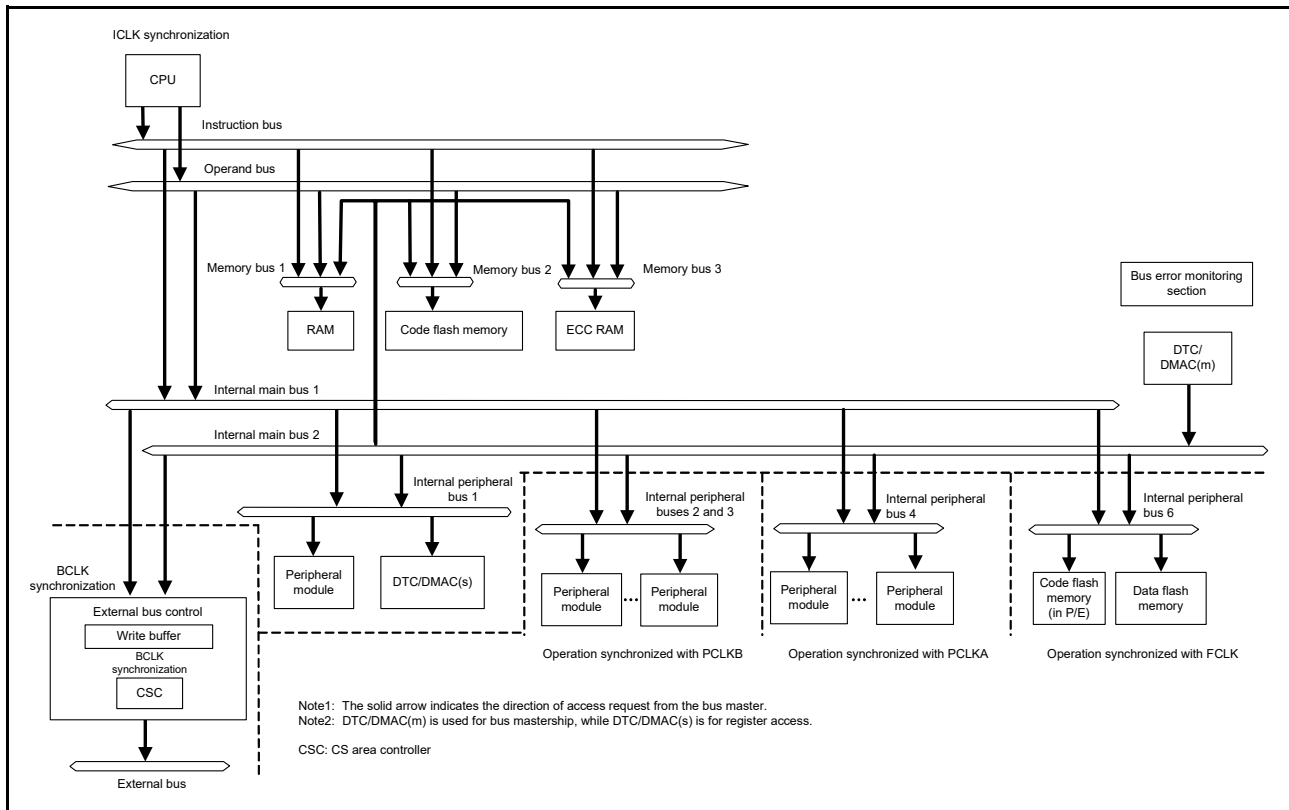 ICLK synchronization
CPU
Instruction bus
Operand bus
Memory bus 1
Memory bus 2
Memory bus 3
RAM
Code flash memory
ECC RAM
Bus error monitoring
section
DTC/
DMAC(m)
Internal main bus 1
Internal main bus 2
Internal peripheral
bus 1
Internal peripheral
buses 2 and 3
Internal peripheral
bus 4
Internal peripheral
bus 6
BCLK
synchronization
External bus control
Write buffer
BCLK
synchronization
CSC
External bus
Peripheral
module
DTC/DMAC(s)
Peripheral
module
...
Peripheral
module
Operation synchronized with PCLKB
Peripheral
module
...
Peripheral
module
Operation synchronized with PCLKA
Code flash
memory
(in P/E)
Data flash
memory
Operation synchronized with FCLK
Note1: The solid arrow indicates the direction of access request from the bus master.
Note2: DTC/DMAC(m) is used for bus mastership, while DTC/DMAC(s) is for register access.
CSC: CS area controller